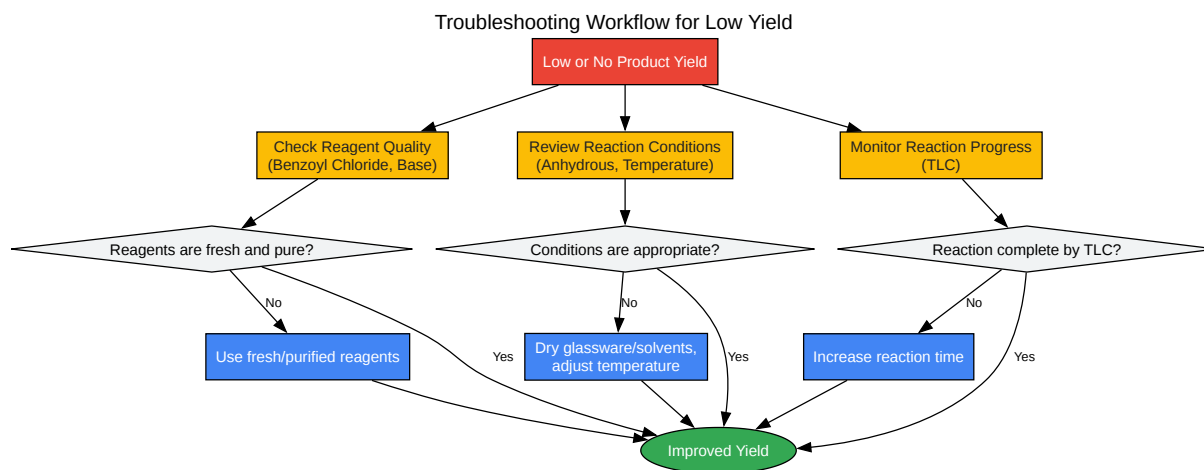 Troubleshooting Workflow for Low Yield
Low or No Product Yield
Check Reagent Quality
(Benzoyl Chloride, Base)
Review Reaction Conditions
(Anhydrous, Temperature)
Monitor Reaction Progress
(TLC)
Reagents are fresh and pure?
Conditions are appropriate?
Reaction complete by TLC?
No
No
No
Use fresh/purified reagents
Yes
Dry glassware/solvents,
adjust temperature
Yes
Increase reaction time
Yes
Improved Yield